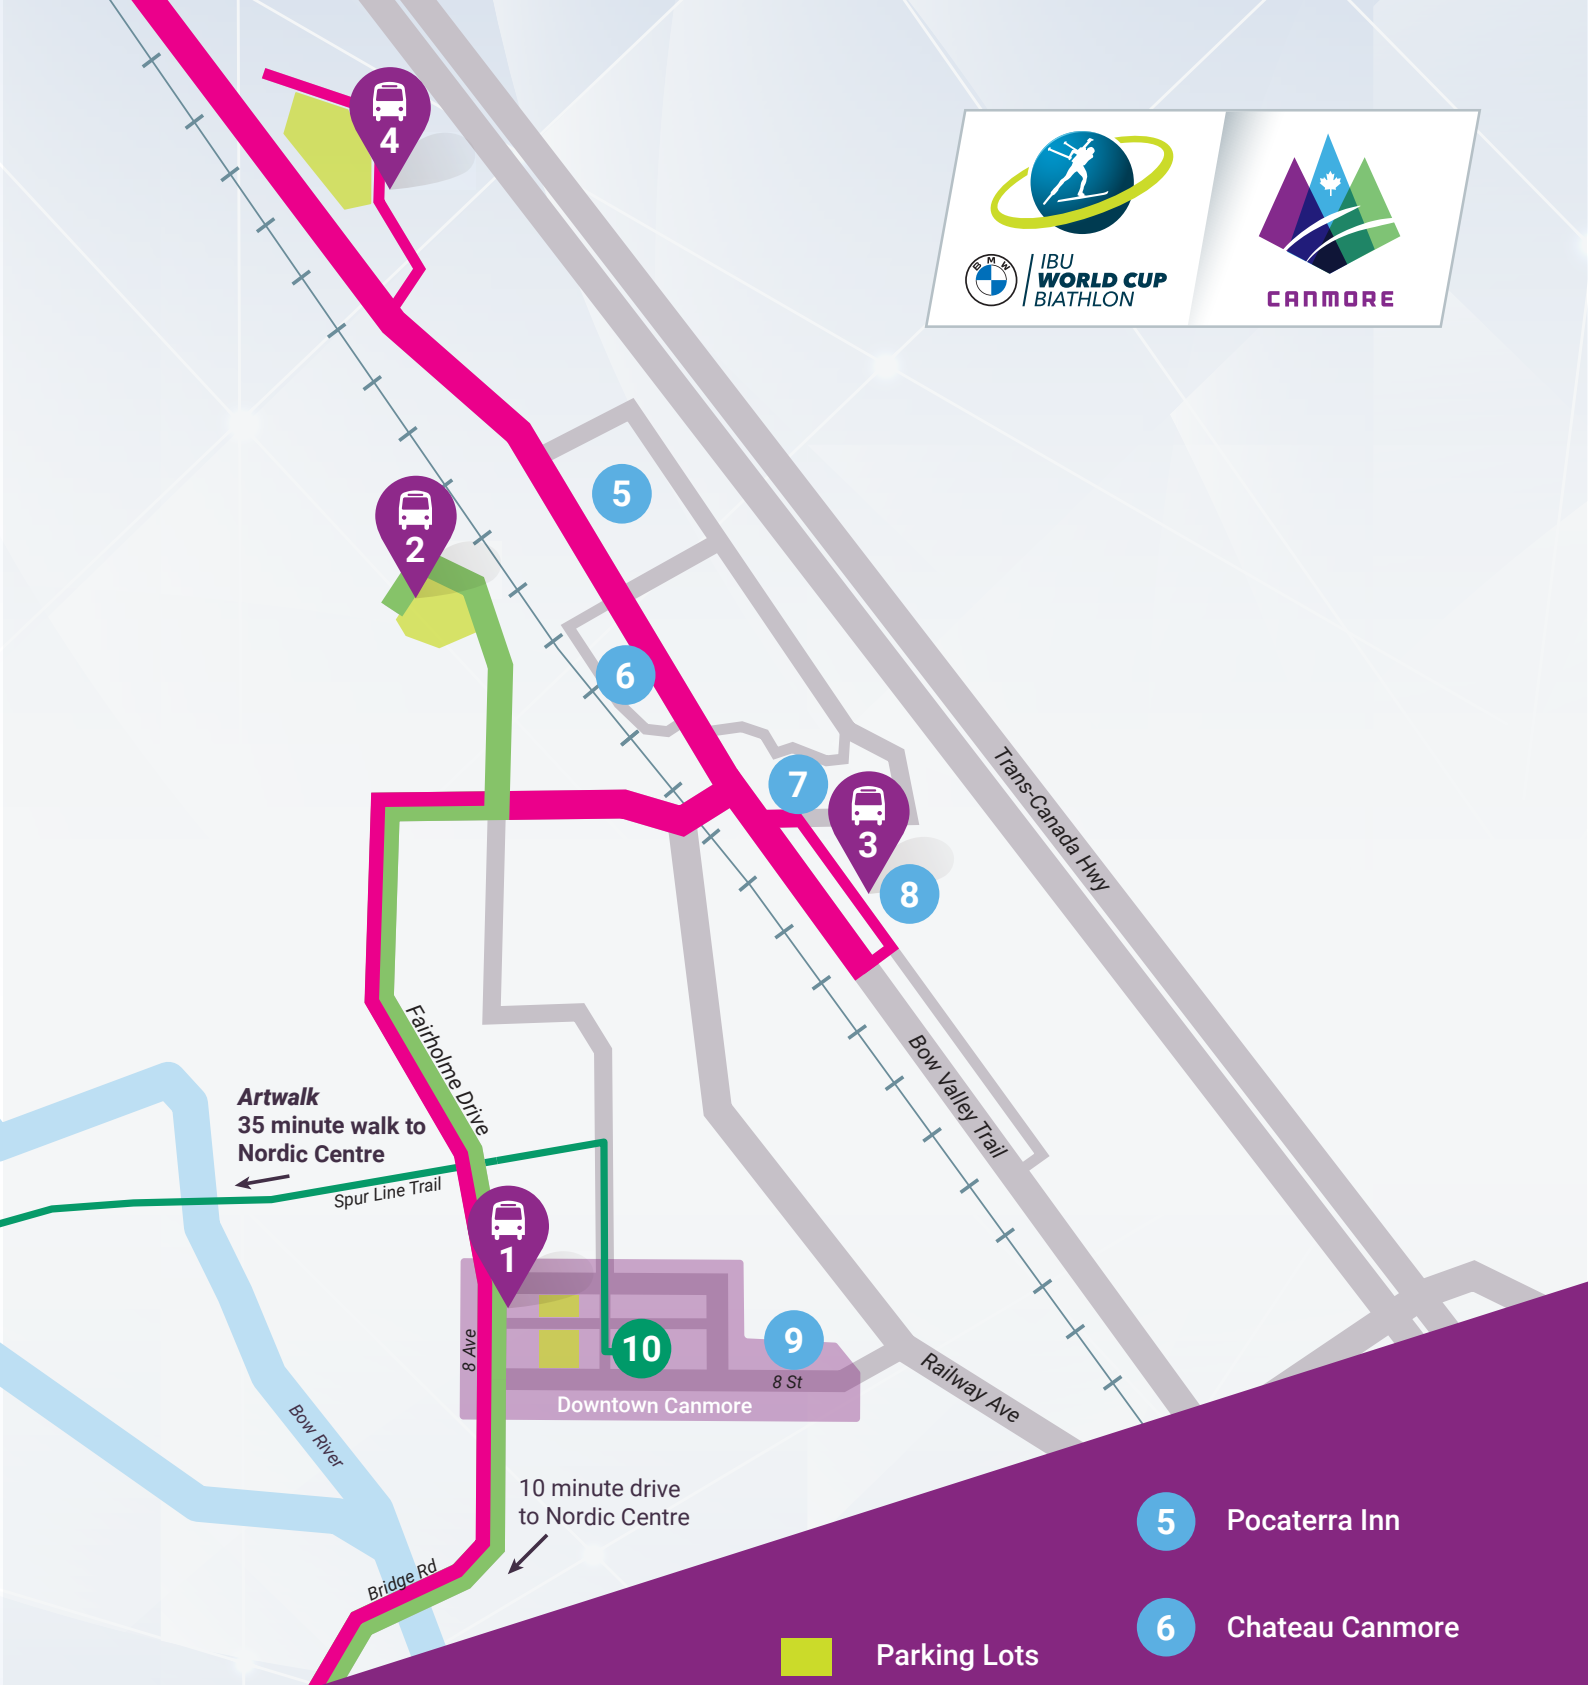 4
BMW
IBU
WORLD CUP
BIATHLON
CANMORE
5
2
6
7
3
8
Trans-Canada Hwy
Bow Valley Trail
Fairholme Drive
Artwalk
35 minute walk to
Nordic Centre
Spur Line Trail
1
10
9
8 Ave
8 St
Downtown Canmore
Railway Ave
Bow River
10 minute drive
to Nordic Centre
Bridge Rd
5 Pocaterra Inn
6 Chateau Canmore
Parking Lots